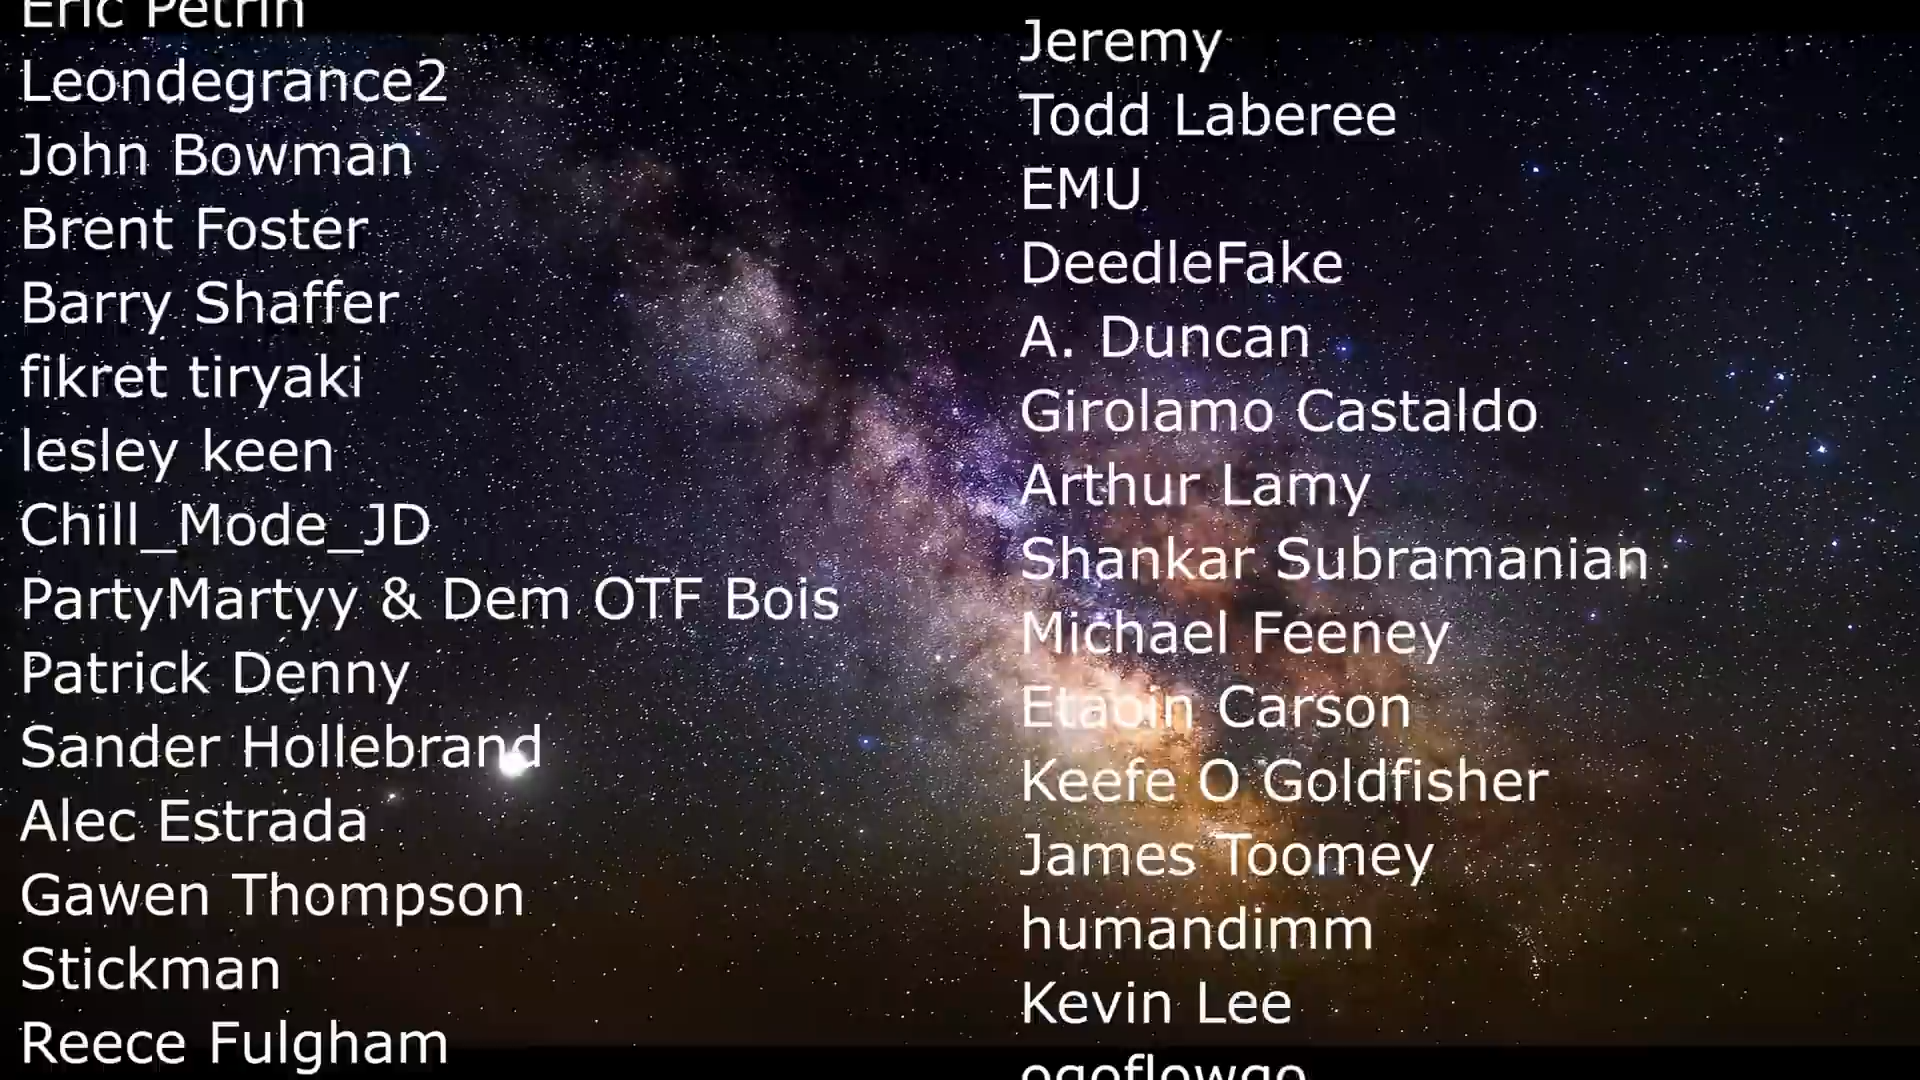 Eric Petrin
Leondegrance2
John Bowman
Brent Foster
Barry Shaffer
fikret tiryaki
lesley keen
Chill_Mode_JD
PartyMartyy & Dem OTF Bois
Patrick Denny
Sander Hollebrand
Alec Estrada
Gawen Thompson
Stickman
Reece Fulgham
Jeremy
Todd Laberee
EMU
DeedleFake
A. Duncan
Girolamo Castaldo
Arthur Lamy
Shankar Subramanian
Michael Feeney
Etaoin Carson
Keefe O Goldfisher
James Toomey
humandimm
Kevin Lee